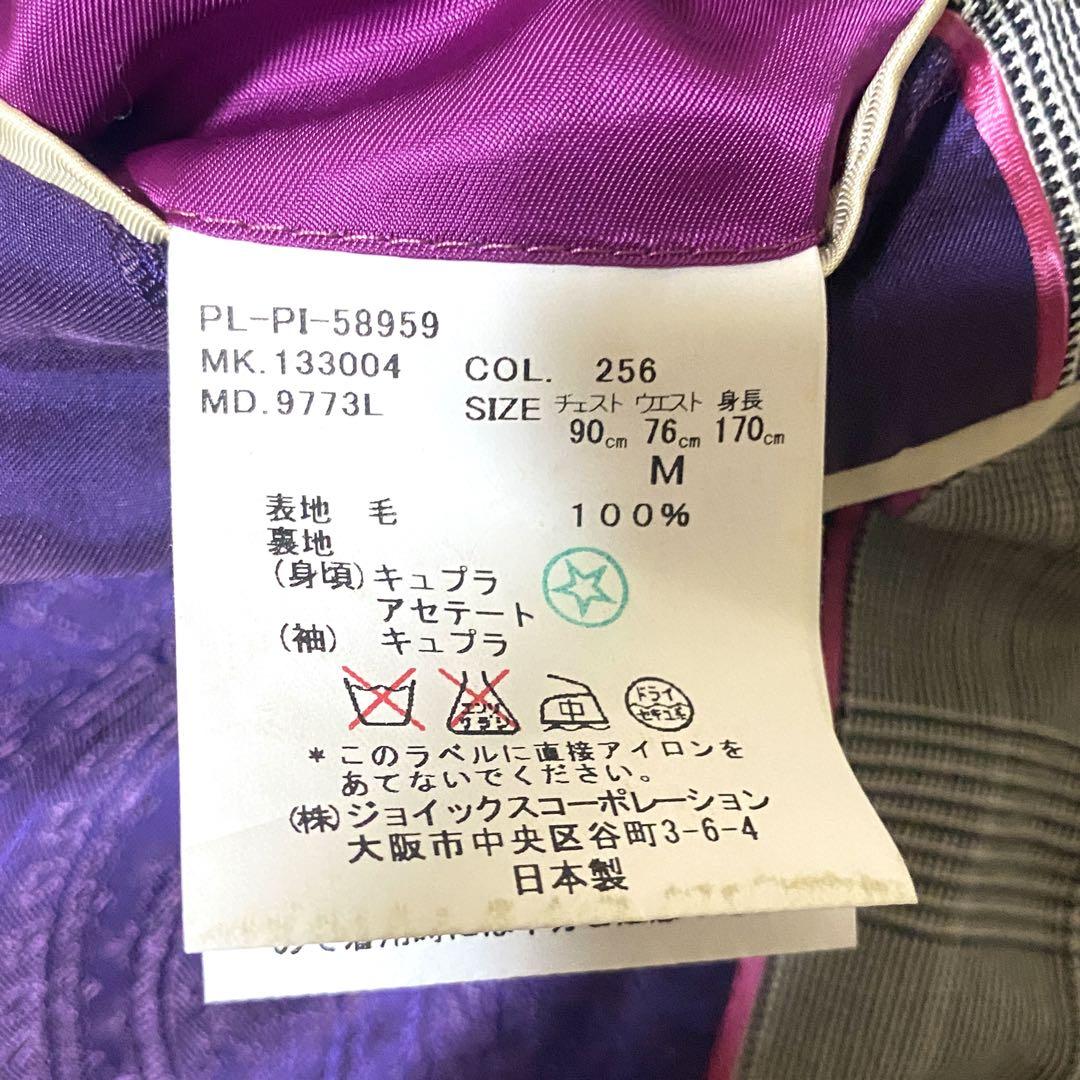 PL-PI-58959
MK.133004 COL. 256
MD.9773L SIZE チェスト ウエスト 身長
90cm 76cm 170cm
M
表地 毛 100%
裏地
(身頃) キュプラ
アセテート
(袖) キュプラ
エンソ
サラシ
中
ドライ
セキユ系
*このラベルに直接アイロンを
あてないでください。
(株)ジョイックスコーポレーション
大阪市中央区谷町3-6-4
日本製